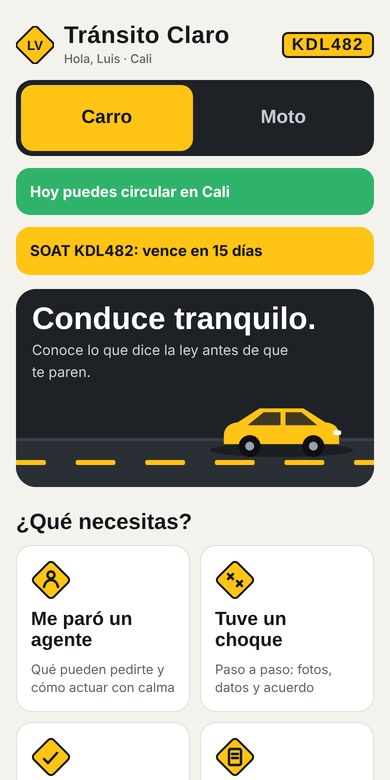 LV
Tránsito Claro
Hola, Luis · Cali
KDL482
Carro
Moto
Hoy puedes circular en Cali
SOAT KDL482: vence en 15 días
Conduce tranquilo.
Conoce lo que dice la ley antes de que
te paren.
¿Qué necesitas?
Me paró un
agente
Qué pueden pedirte y
cómo actuar con calma
Tuve un
choque
Paso a paso: fotos,
datos y acuerdo